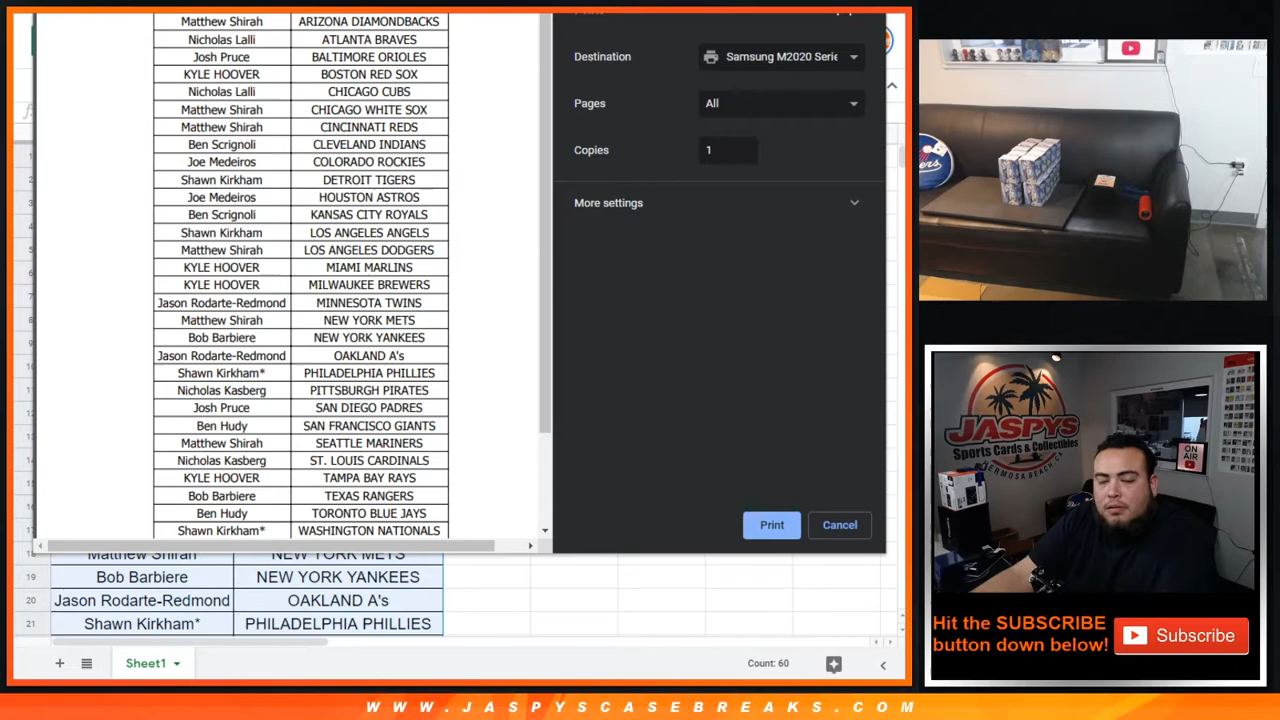 Matthew Shirah ARIZONA DIAMONDBACKS
Nicholas Lalli ATLANTA BRAVES
Josh Pruce BALTIMORE ORIOLES
KYLE HOOVER BOSTON RED SOX
Nicholas Lalli CHICAGO CUBS
Matthew Shirah CHICAGO WHITE SOX
Matthew Shirah CINCINNATI REDS
Ben Scrignoli CLEVELAND INDIANS
Joe Medeiros COLORADO ROCKIES
Shawn Kirkham DETROIT TIGERS
Joe Medeiros HOUSTON ASTROS
Ben Scrignoli KANSAS CITY ROYALS
Shawn Kirkham LOS ANGELES ANGELS
Matthew Shirah LOS ANGELES DODGERS
KYLE HOOVER MIAMI MARLINS
KYLE HOOVER MILWAUKEE BREWERS
Jason Rodarte-Redmond MINNESOTA TWINS
Matthew Shirah NEW YORK METS
Bob Barbiere NEW YORK YANKEES
Jason Rodarte-Redmond OAKLAND A's
Shawn Kirkham* PHILADELPHIA PHILLIES
Nicholas Kasberg PITTSBURGH PIRATES
Josh Pruce SAN DIEGO PADRES
Ben Hudy SAN FRANCISCO GIANTS
Matthew Shirah SEATTLE MARINERS
Nicholas Kasberg ST. LOUIS CARDINALS
KYLE HOOVER TAMPA BAY RAYS
Bob Barbiere TEXAS RANGERS
Ben Hudy TORONTO BLUE JAYS
Shawn Kirkham* WASHINGTON NATIONALS
Destination Samsung M2020 Serie
Pages All
Copies 1
More settings
Print Cancel
18 Matthew Shirah NEW YORK METS
19 Bob Barbiere NEW YORK YANKEES
20 Jason Rodarte-Redmond OAKLAND A's
21 Shawn Kirkham* PHILADELPHIA PHILLIES
Sheet1
Count: 60
JASPYS
Sports Cards & Collectibles
HERMOSA BEACH, CA
ON AIR
Hit the SUBSCRIBE
button down below!
Subscribe
WWW.JASPYSCASEBREAKS.COM